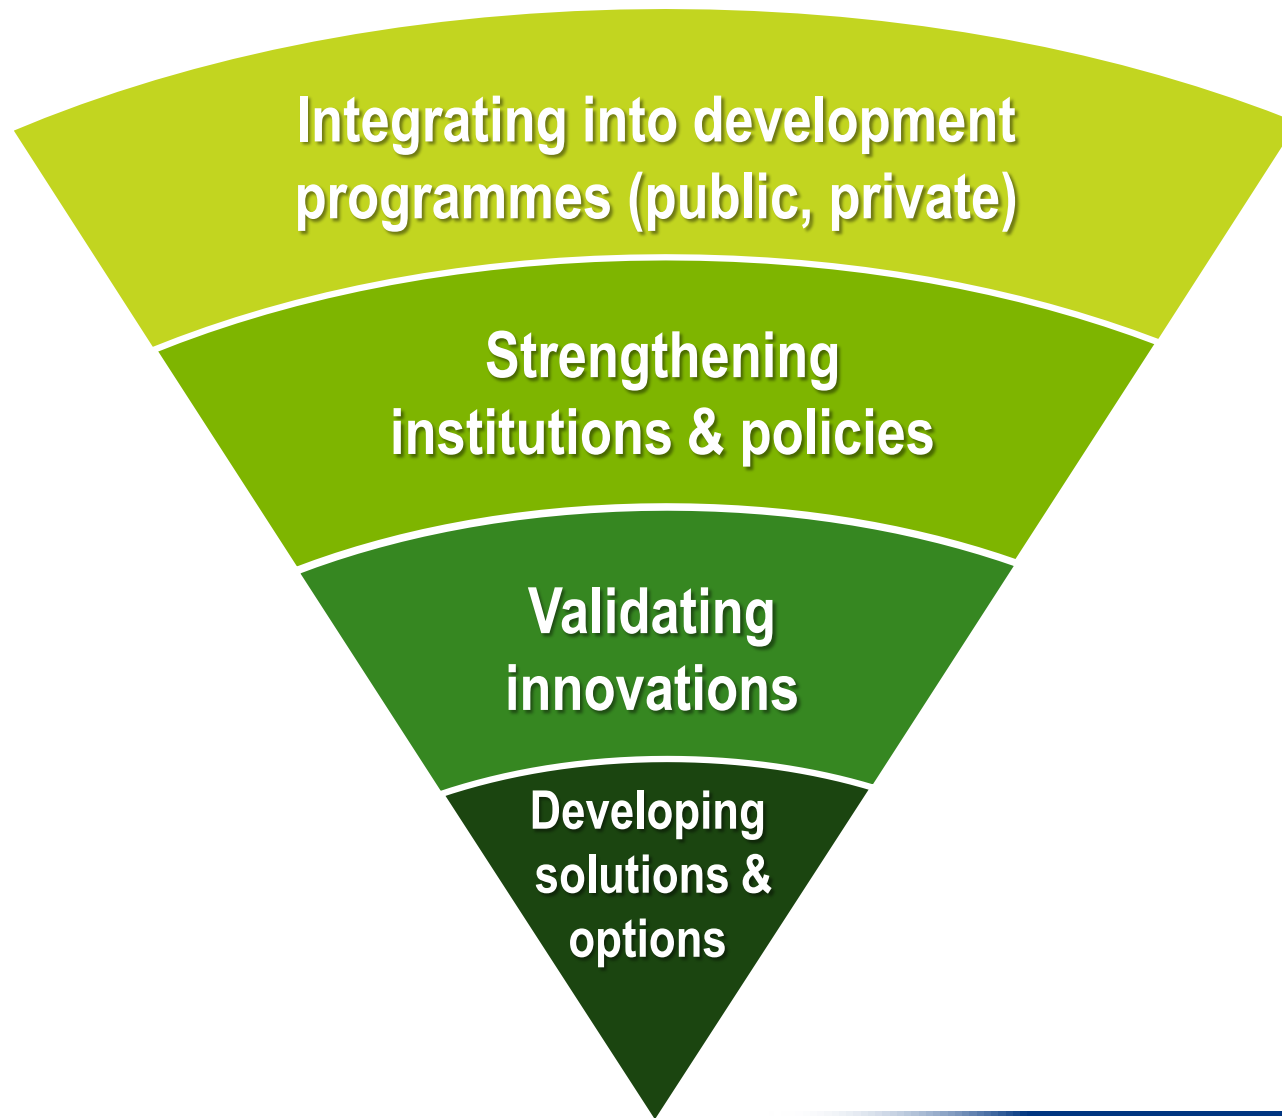 Integrating into development
programmes (public, private)
Strengthening
institutions & policies
Validating
innovations
Developing
solutions &
options